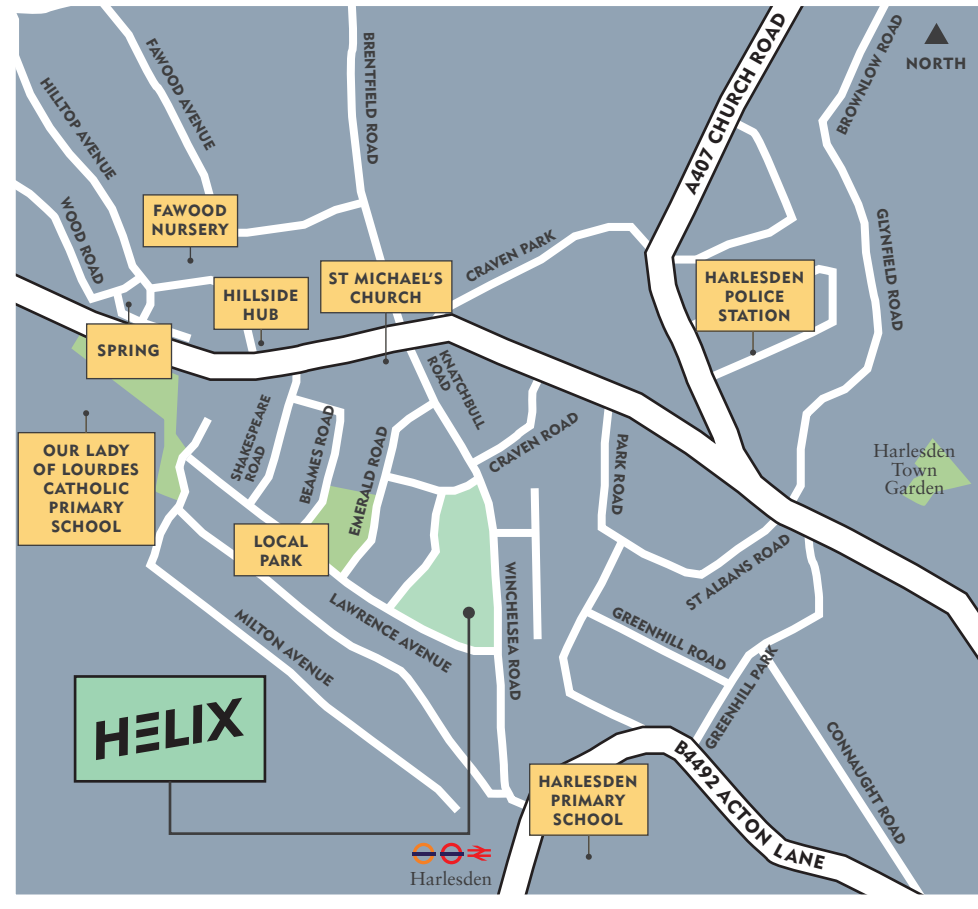 NORTH
A407 CHURCH ROAD
BROWNLOW ROAD
BRENTFIELD ROAD
FAWOOD AVENUE
HILLTOP AVENUE
WOOD ROAD
FAWOOD
NURSERY
GLYNFIELD ROAD
CRAVEN PARK
ST MICHAEL'S
CHURCH
HILLSIDE
HUB
HARLESDEN
POLICE
STATION
SPRING
KNATCHBULL
ROAD
SHAKESPEARE
ROAD
BEAMES ROAD
EMERALD ROAD
CRAVEN ROAD
PARK ROAD
Harlesden
Town
Garden
OUR LADY
OF LOURDES
CATHOLIC
PRIMARY
SCHOOL
LOCAL
PARK
ST ALBANS ROAD
WINCHELSEA ROAD
LAWRENCE AVENUE
MILTON AVENUE
GREENHILL ROAD
GREENHILL PARK
CONNAUGHT ROAD
HELIX
B4492 ACTON LANE
HARLESDEN
PRIMARY
SCHOOL
Harlesden